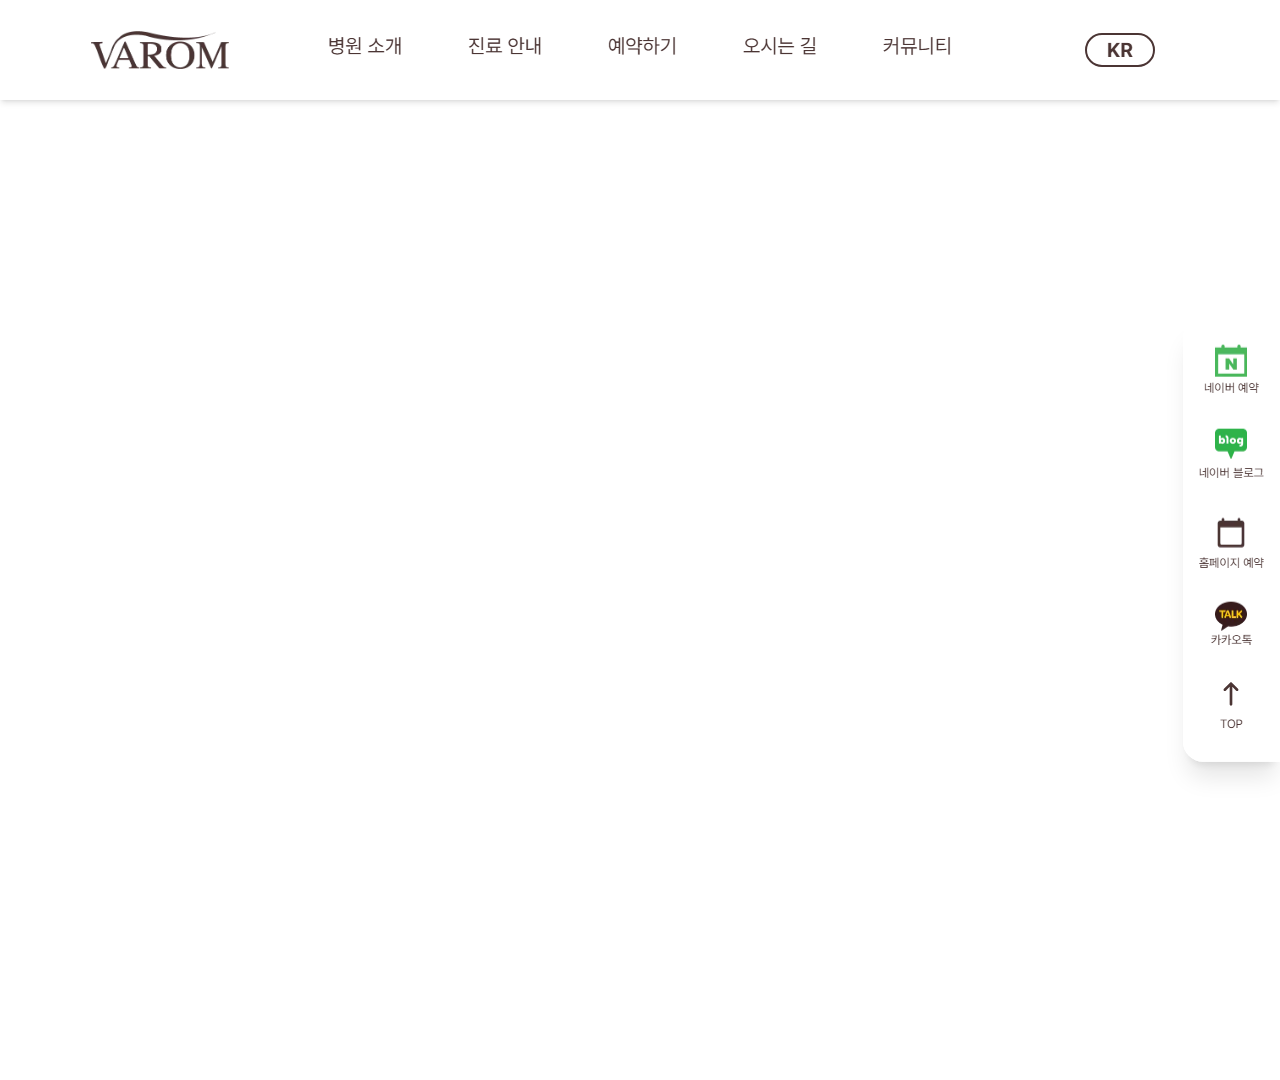 VAROM
병원 소개
진료 안내
예약하기
오시는 길
커뮤니티
KR
N
네이버 예약
blog
네이버 블로그
홈페이지 예약
TALK
카카오톡
TOP